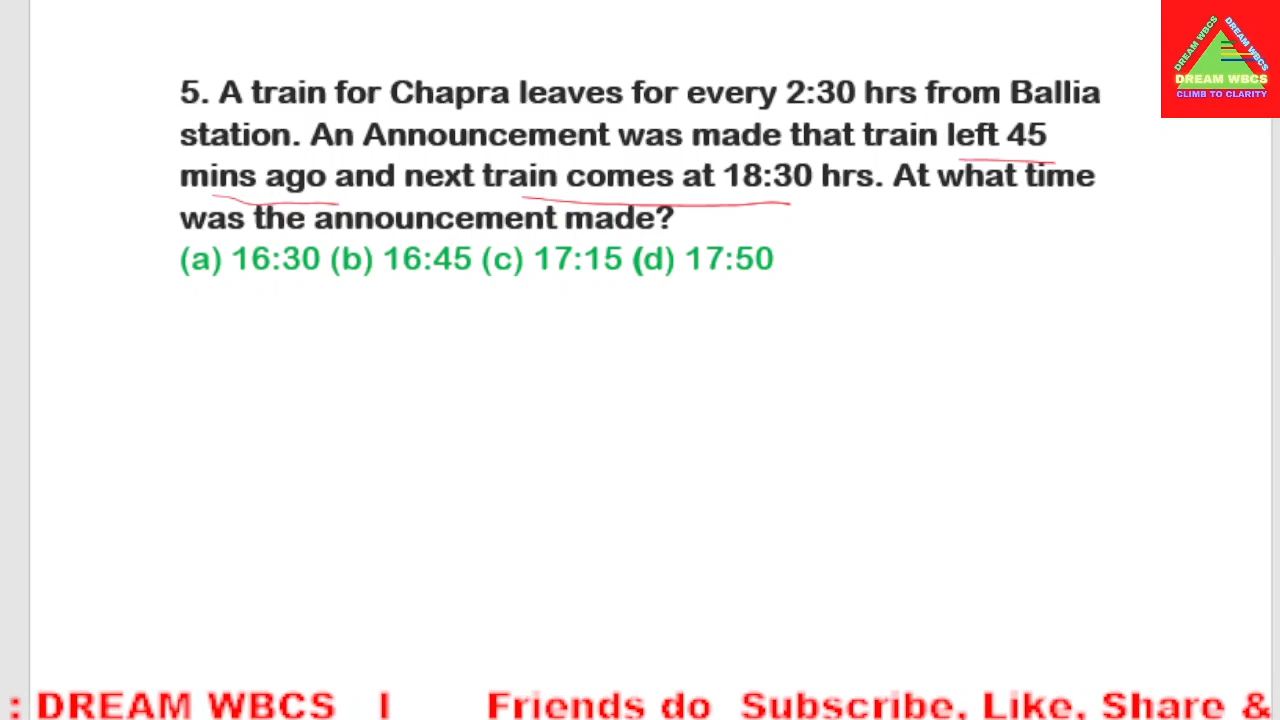 DREAM WBCS
DREAM WBCS
DREAM WBCS
CLIMB TO CLARITY
5. A train for Chapra leaves for every 2:30 hrs from Ballia
station. An Announcement was made that train left 45
mins ago and next train comes at 18:30 hrs. At what time
was the announcement made?
(a) 16:30 (b) 16:45 (c) 17:15 (d) 17:50
: DREAM WBCS I Friends do Subscribe, Like, Share &